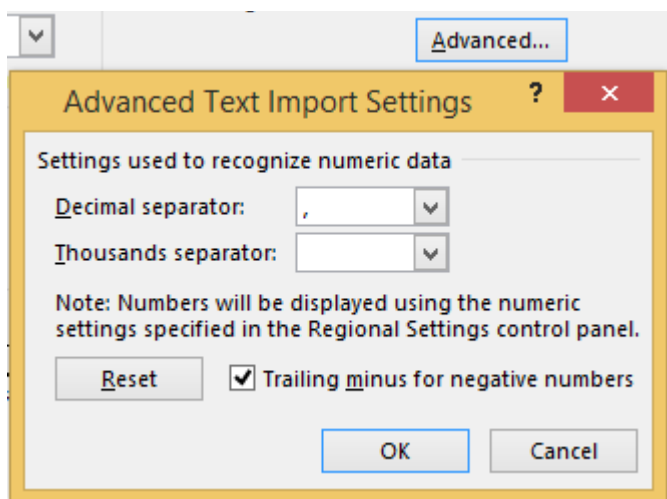 Advanced...
Advanced Text Import Settings ? ×
Settings used to recognize numeric data
Decimal separator: ,
Thousands separator:
Note: Numbers will be displayed using the numeric
settings specified in the Regional Settings control panel.
Reset Trailing minus for negative numbers
OK Cancel